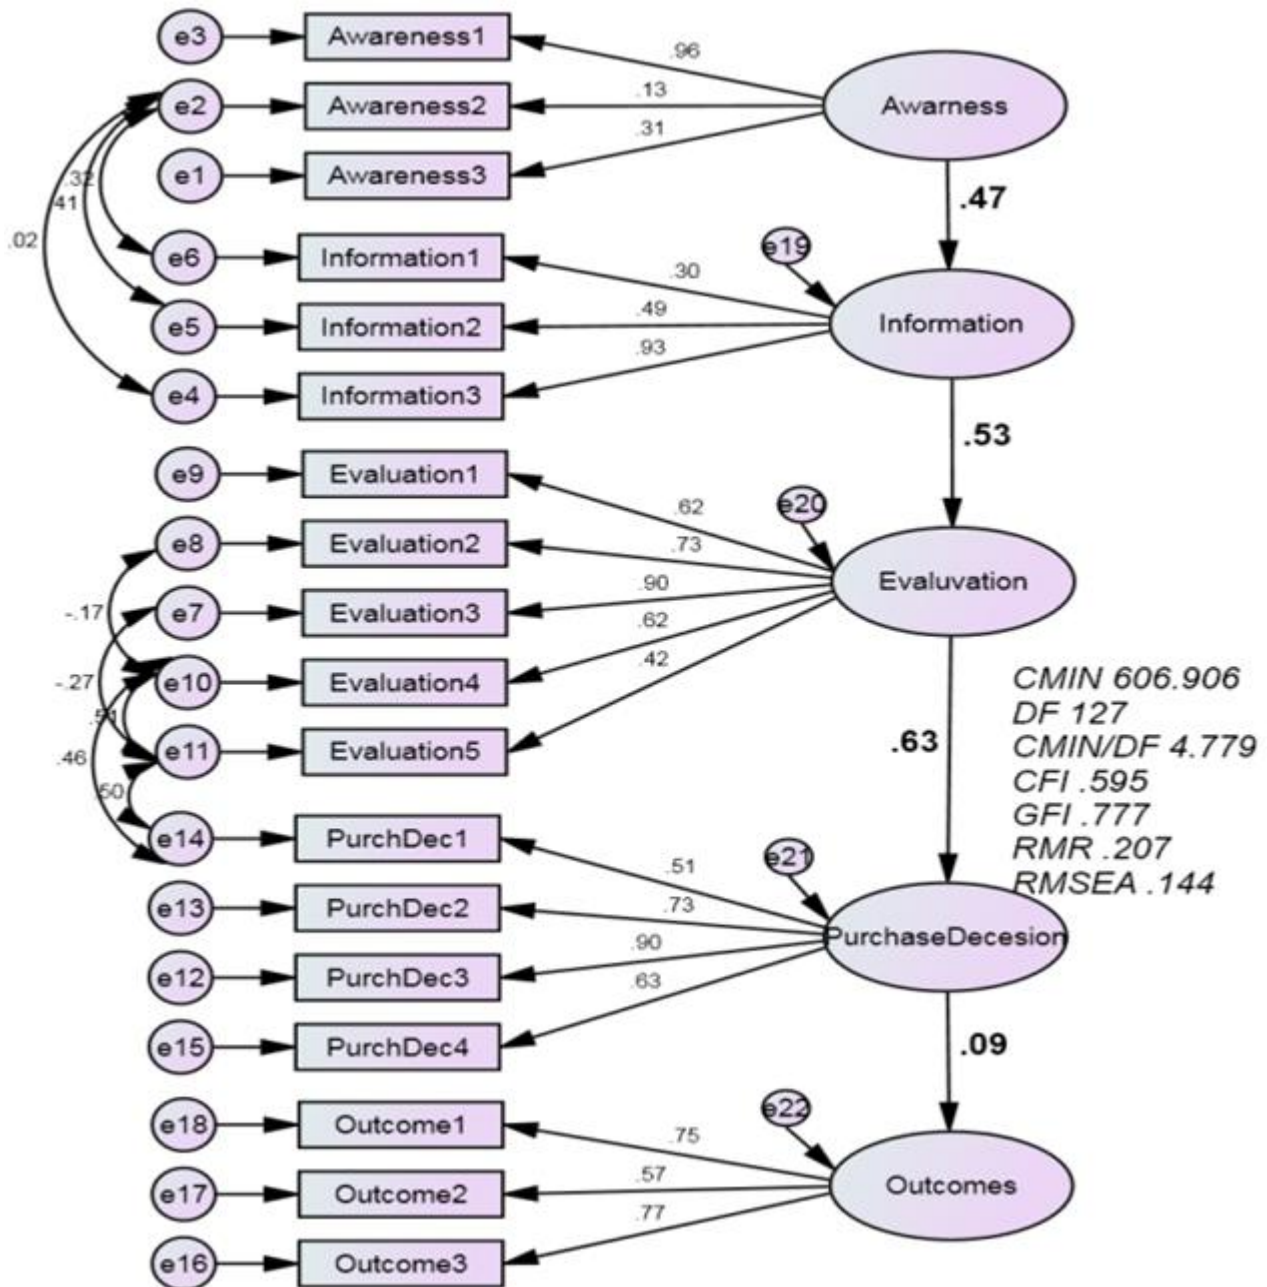 e3 Awareness1
.96
e2 Awareness2
.13
Awarness
e1 Awareness3
.31
.47
.32
.41
.02
e6 Information1
.30
e19
e5 Information2
.49
Information
e4 Information3
.93
.53
e9 Evaluation1
.62
e20
e8 Evaluation2
.73
Evaluvation
e7 Evaluation3
.90
-.17
e10 Evaluation4
.62
-.27
e11 Evaluation5
.42
.51
.46
.50
CMIN 606.906
DF 127
CMIN/DF 4.779
CFI .595
GFI .777
RMR .207
RMSEA .144
.63
e14 PurchDec1
.51
e21
e13 PurchDec2
.73
PurchaseDecesion
e12 PurchDec3
.90
e15 PurchDec4
.63
.09
e18 Outcome1
.75
e22
e17 Outcome2
.57
Outcomes
e16 Outcome3
.77